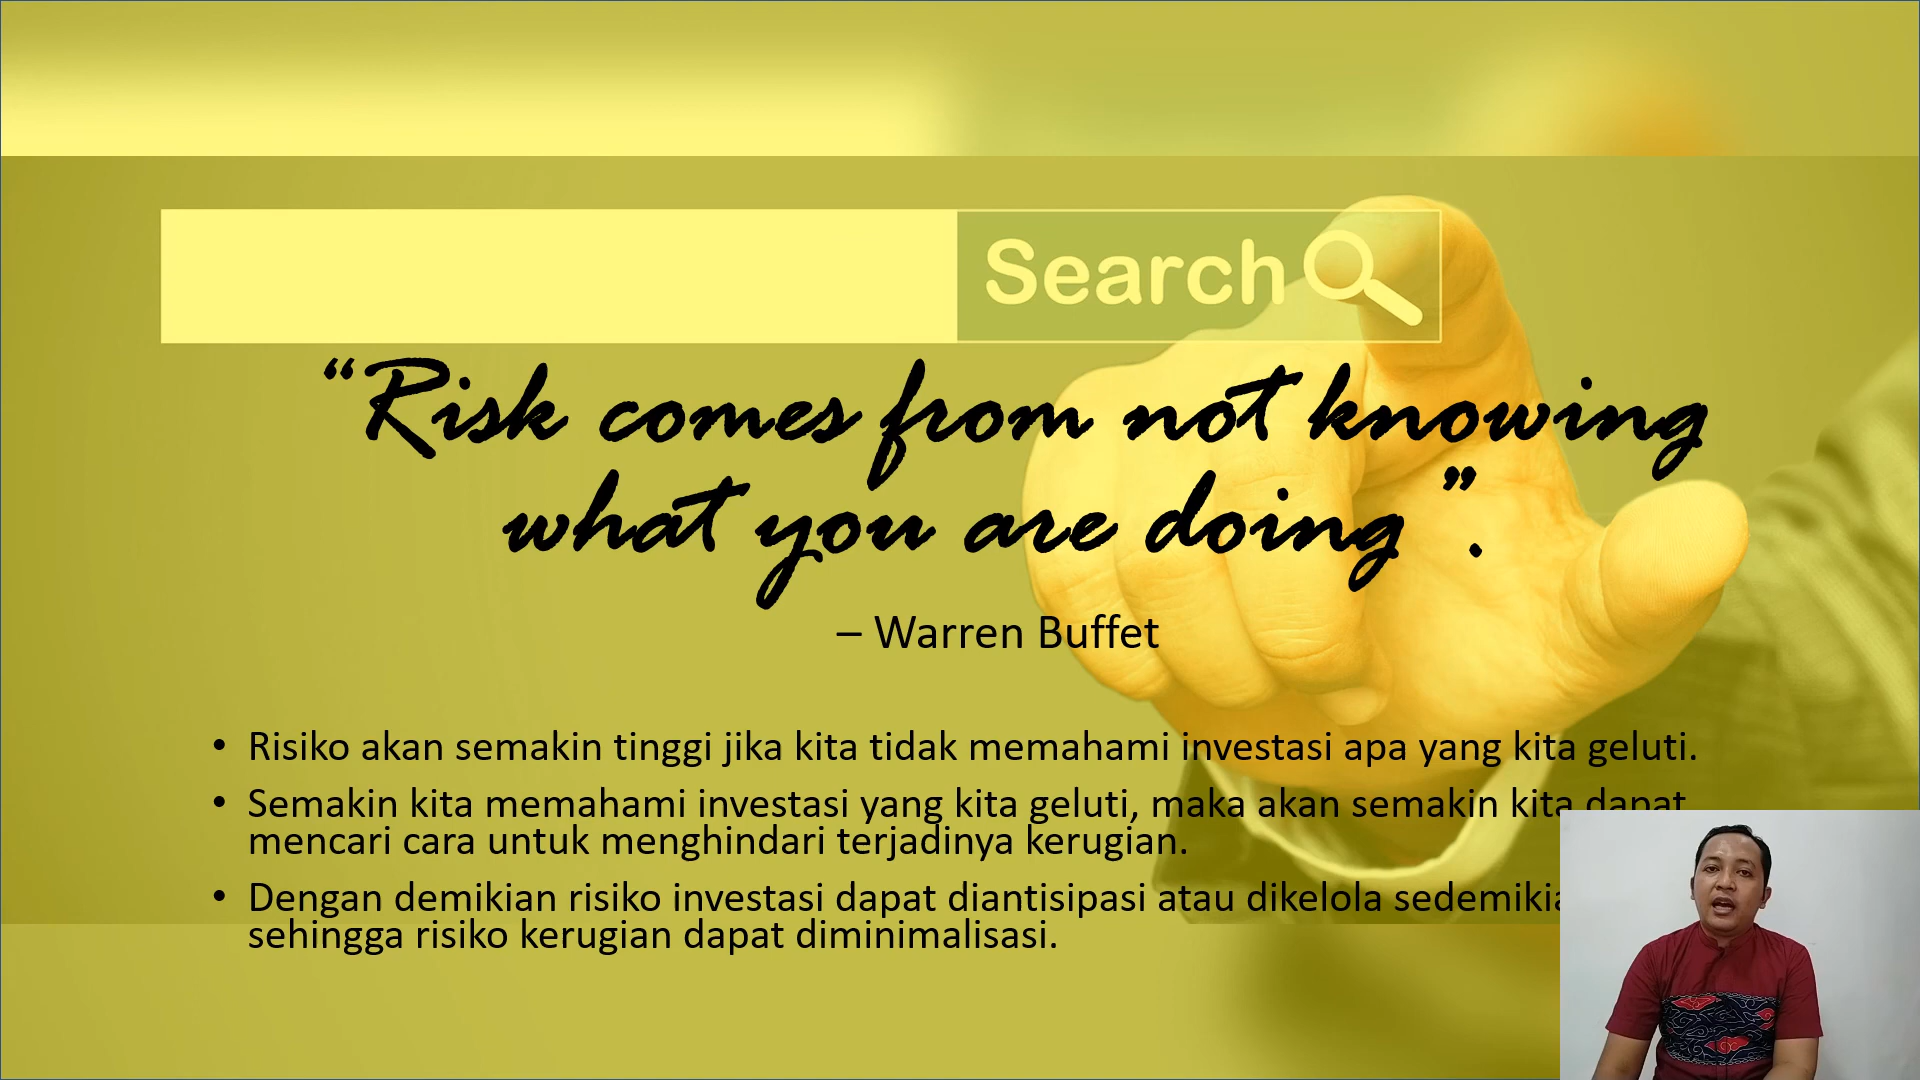 Search
“Risk comes from not knowing
what you are doing”.
– Warren Buffet
• Risiko akan semakin tinggi jika kita tidak memahami investasi apa yang kita geluti.
• Semakin kita memahami investasi yang kita geluti, maka akan semakin kita dapat
mencari cara untuk menghindari terjadinya kerugian.
• Dengan demikian risiko investasi dapat diantisipasi atau dikelola
sehingga risiko kerugian dapat diminimalisasi.